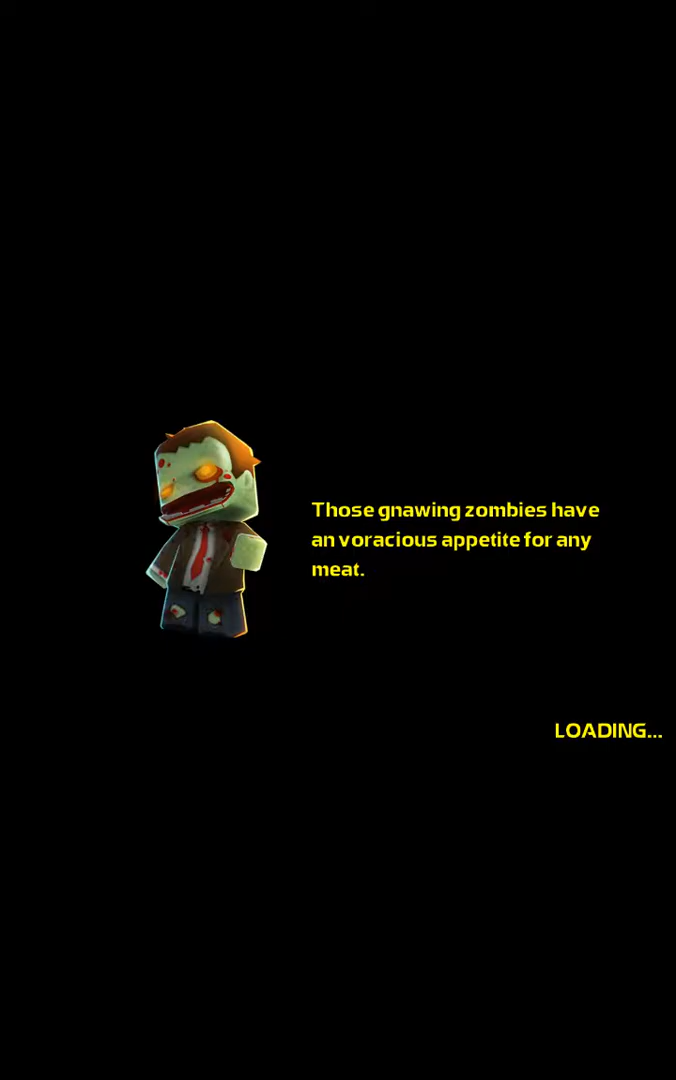 Those gnawing zombies have
an voracious appetite for any
meat.
LOADING...